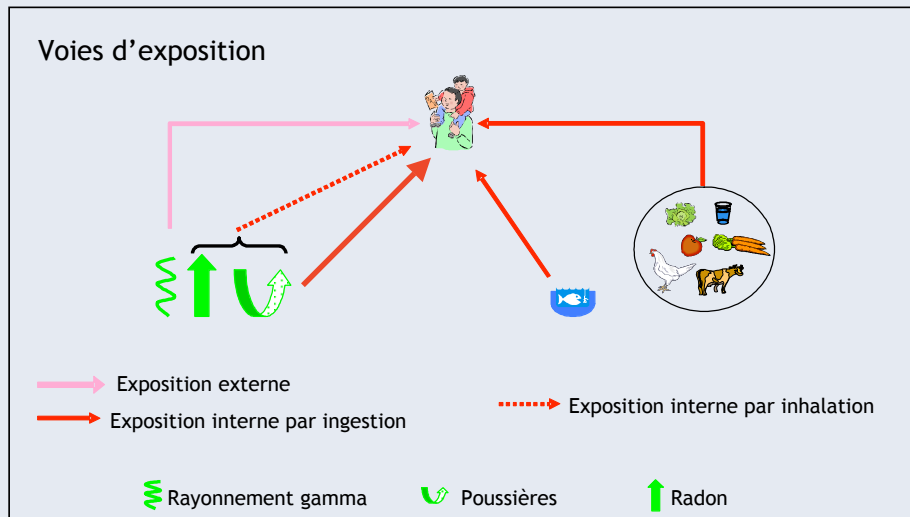 Voies d’exposition
Exposition externe
Exposition interne par ingestion
Exposition interne par inhalation
Rayonnement gamma
Poussières
Radon